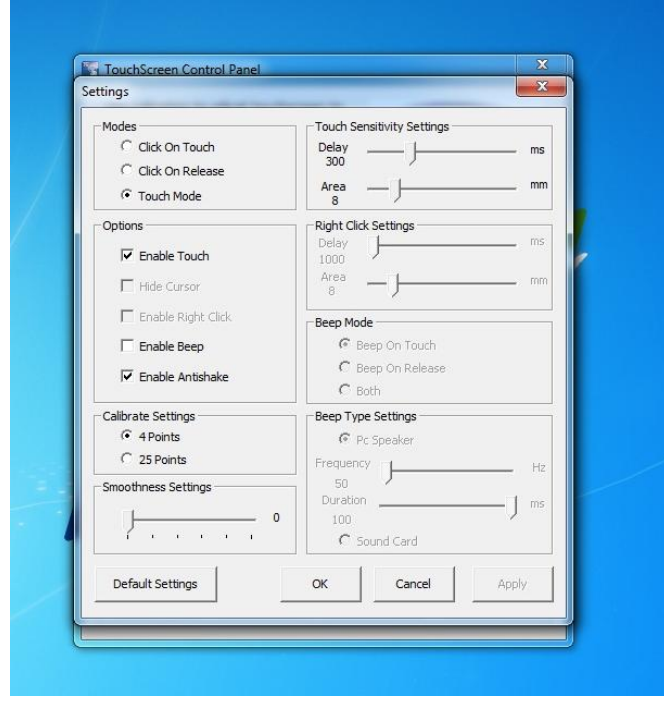 TouchScreen Control Panel
Settings
Modes
Click On Touch
Click On Release
Touch Mode
Options
Enable Touch
Hide Cursor
Enable Right Click
Enable Beep
Enable Antishake
Calibrate Settings
4 Points
25 Points
Smoothness Settings
0
Touch Sensitivity Settings
Delay ms
300
Area mm
8
Right Click Settings
Delay ms
1000
Area mm
8
Beep Mode
Beep On Touch
Beep On Release
Both
Beep Type Settings
Pc Speaker
Frequency Hz
50
Duration ms
100
Sound Card
Default Settings OK Cancel Apply